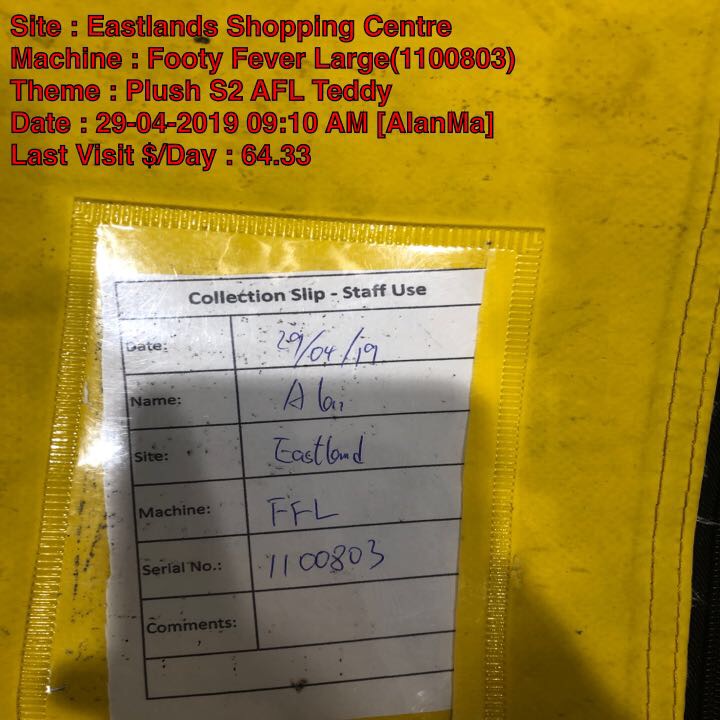 Site : Eastlands Shopping Centre
Machine : Footy Fever Large(1100803)
Theme : Plush S2 AFL Teddy
Date : 29-04-2019 09:10 AM [AlanMa]
Last Visit $/Day : 64.33
Collection Slip - Staff Use
Date: 29/04/19
Name: Alan
Site: Eastland
Machine: FFL
Serial No.: 1100803
Comments: